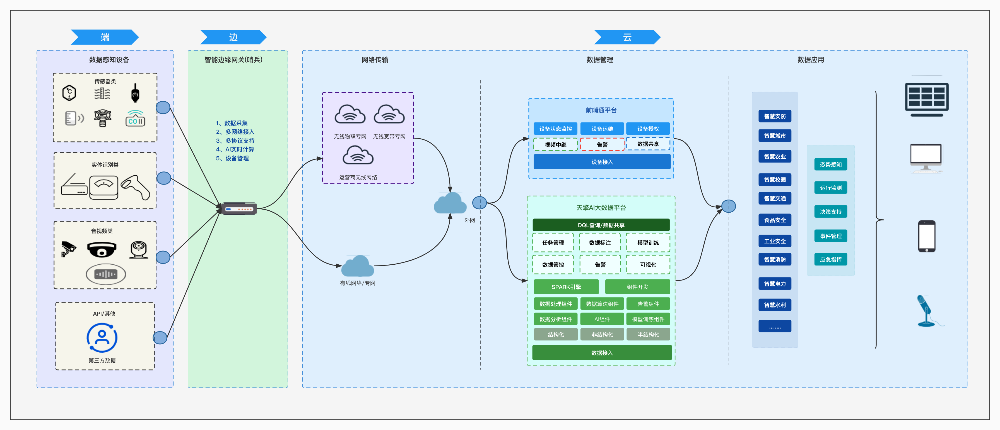 端
边
云
数据感知设备
传感器类
℃
CO
实体识别类
音视频类
API/其他
第三方数据
智能边缘网关(哨兵)
1、数据采集
2、多网络接入
3、多协议支持
4、AI实时计算
5、设备管理
网络传输
无线物联专网 无线宽带专网
运营商无线网络
有线网络/专网
外网
数据管理
前哨通平台
设备状态监控 设备运维 设备授权
视频中继 告警 数据共享
设备接入
天擎AI大数据平台
DQL查询/数据共享
任务管理 数据标注 模型训练
数据管控 告警 可视化
SPARK引擎 组件开发
数据处理组件 数据算法组件 告警组件
数据分析组件 AI组件 模型训练组件
结构化 非结构化 半结构化
数据接入
数据应用
智慧安防
智慧城市
智慧农业
智慧校园
智慧交通
食品安全
工业安全
智慧消防
智慧电力
智慧水利
... ....
态势感知
运行监测
决策支持
事件管理
应急指挥